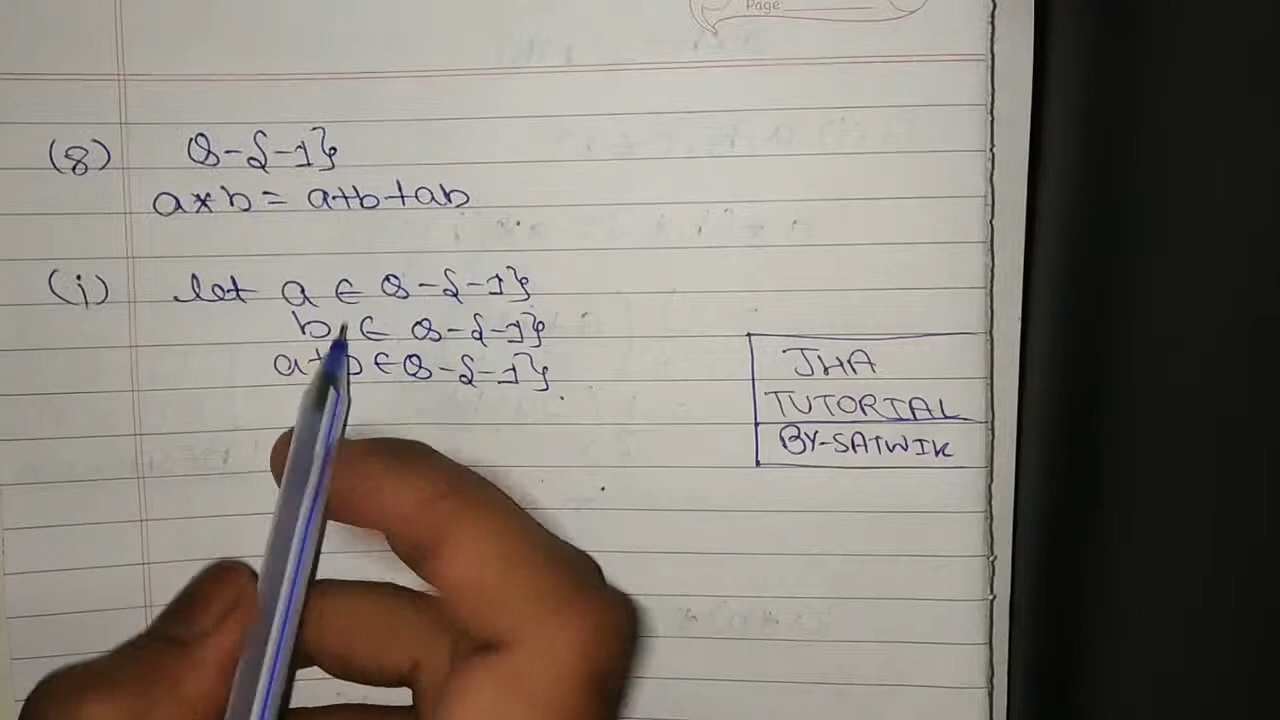 Page
(8) Q-{-1}
a*b = a+b+ab
(i) let a ∈ Q-{-1}
b ∈ Q-{-1}
a+b ∈ Q-{-1}
JHA
TUTORIAL
BY-SATWIK